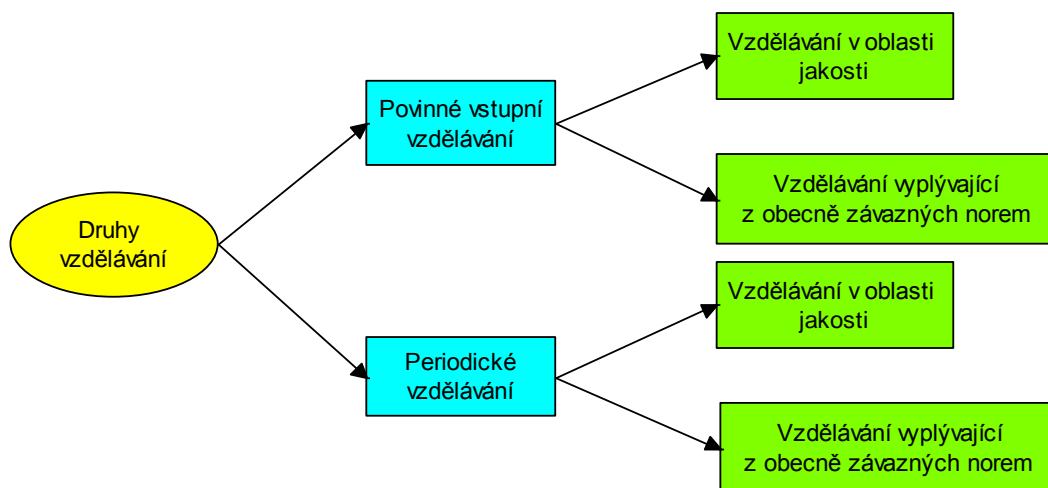 Druhy
vzdělávání
Povinné vstupní
vzdělávání
Vzdělávání v oblasti
jakosti
Vzdělávání vyplývající
z obecně závazných norem
Periodické
vzdělávání
Vzdělávání v oblasti
jakosti
Vzdělávání vyplývající
z obecně závazných norem